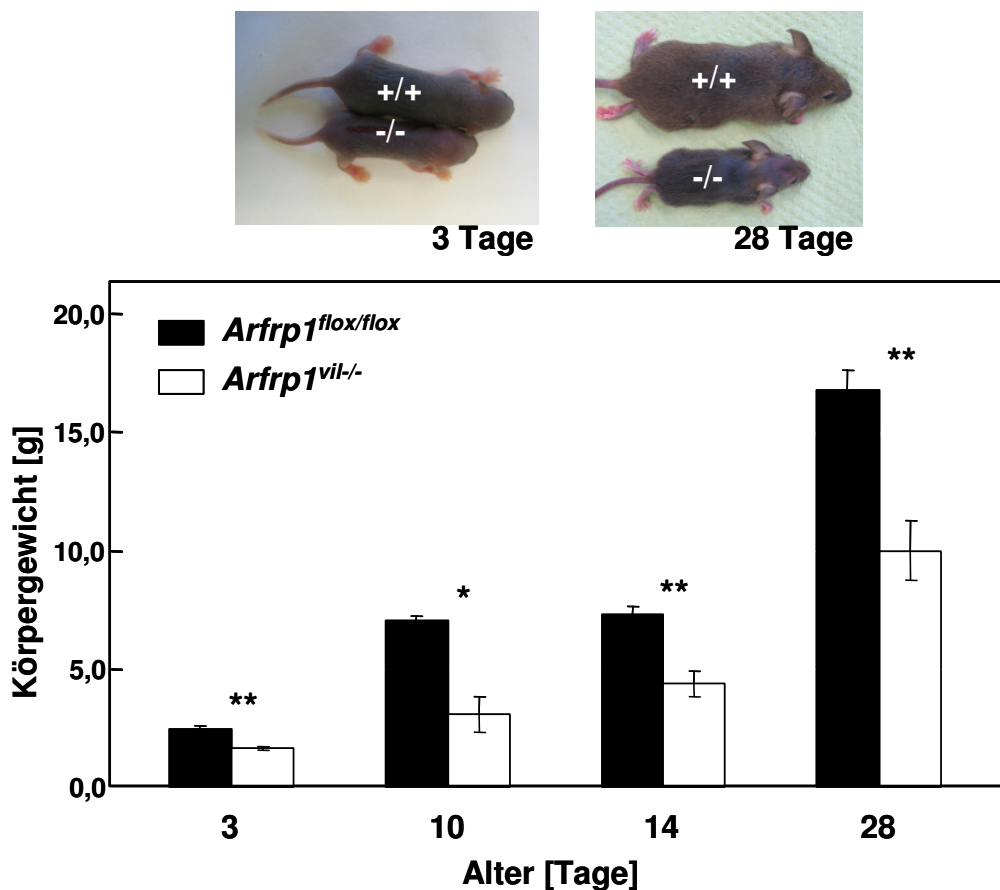 +/+
-/-
3 Tage
+/+
-/-
28 Tage
Körpergewicht [g]
20,0
15,0
10,0
5,0
0,0
Arfrp1flox/flox
Arfrp1vil-/-
**
*
**
**
3 10 14 28
Alter [Tage]